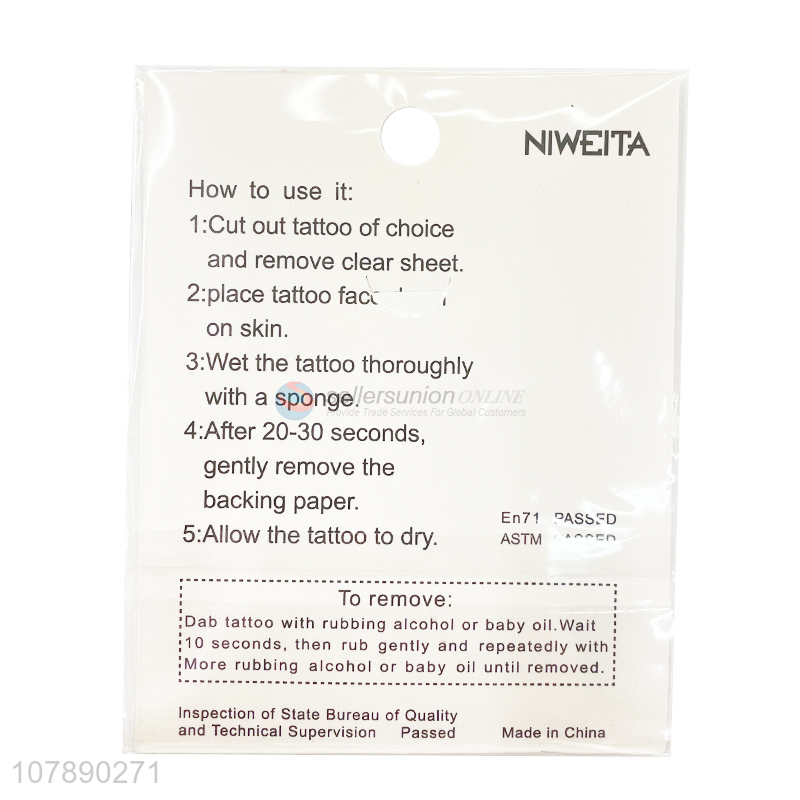 NIWEITA
How to use it:
1:Cut out tattoo of choice
and remove clear sheet.
2:place tattoo
on skin.
3:Wet the tattoo thoroughly
with a sponge.
sellersunion ONLINE
Provide Trade Services For Global Customers
4:After 20-30 seconds,
gently remove the
backing paper.
5:Allow the tattoo to dry.
En71 PASSED
ASTM PASSED
To remove:
Dab tattoo with rubbing alcohol or baby oil.Wait
10 seconds, then rub gently and repeatedly with
More rubbing alcohol or baby oil until removed.
Inspection of State Bureau of Quality
and Technical Supervision Passed
Made in China
107890271